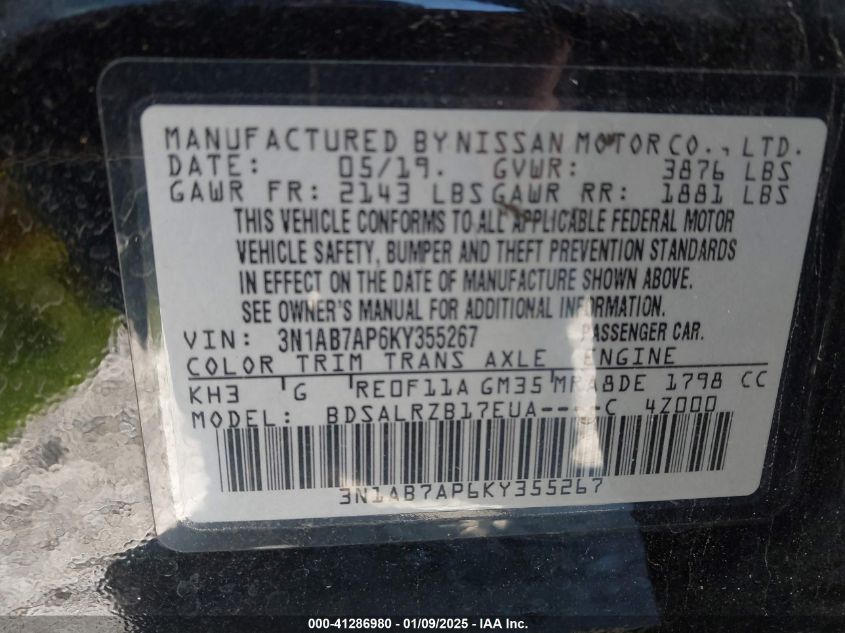 MANUFACTURED BY NISSAN MOTOR CO., LTD.
DATE: 05/19. GVWR: 3876 LBS
GAWR FR: 2143 LBS GAWR RR: 1881 LBS
THIS VEHICLE CONFORMS TO ALL APPLICABLE FEDERAL MOTOR
VEHICLE SAFETY, BUMPER AND THEFT PREVENTION STANDARDS
IN EFFECT ON THE DATE OF MANUFACTURE SHOWN ABOVE.
SEE OWNER'S MANUAL FOR ADDITIONAL INFORMATION.
VIN: 3N1AB7AP6KY355267 PASSENGER CAR.
COLOR TRIM TRANS AXLE ENGINE
KH3 G RE0F11A GM35 MRA8DE 1798 CC
MODEL: BDSALRZB17EUA----C 4Z000
3N1AB7AP6KY355267
000-41286980 - 01/09/2025 - IAA Inc.